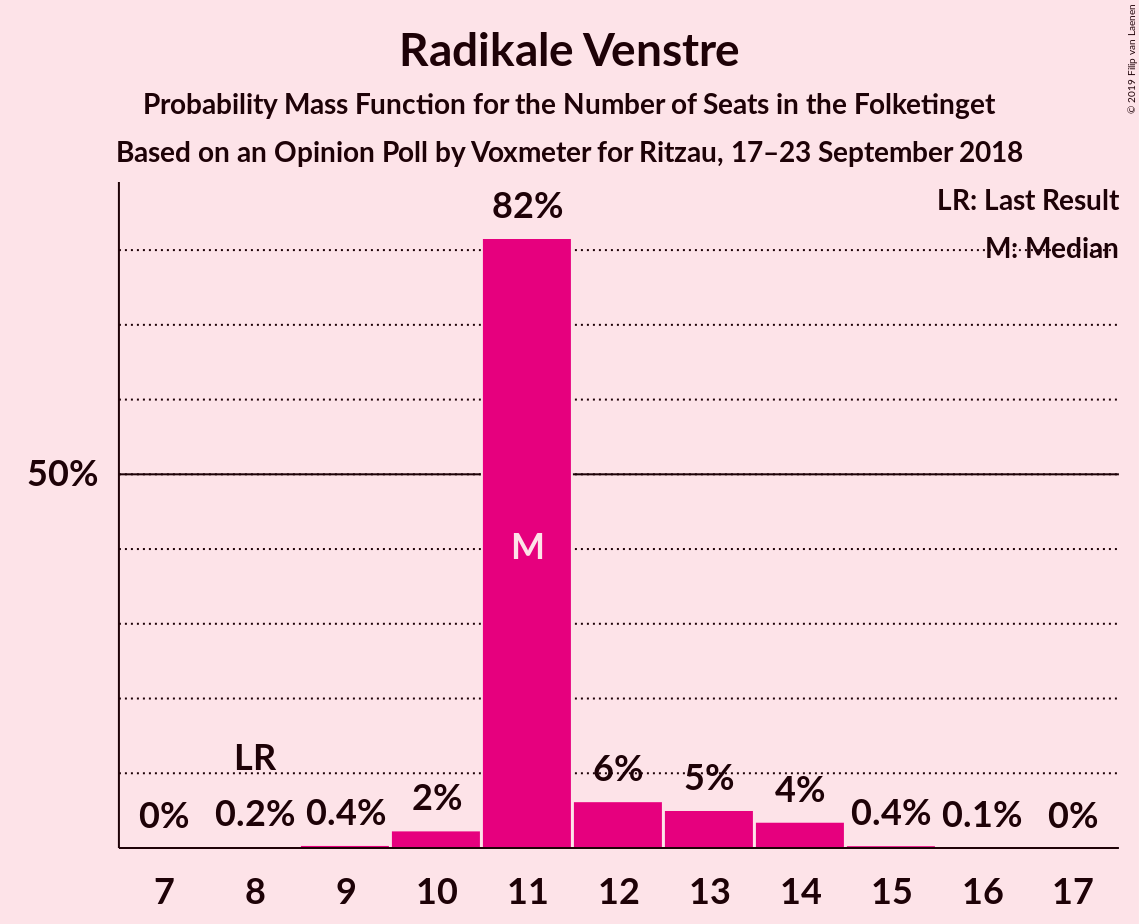 Radikale Venstre
Probability Mass Function for the Number of Seats in the Folketinget
Based on an Opinion Poll by Voxmeter for Ritzau, 17–23 September 2018
© 2019 Filip van Laenen
LR: Last Result
M: Median
82%
50%
M
LR
0% 0.2% 0.4% 2% 6% 5% 4% 0.4% 0.1% 0%
7 8 9 10 11 12 13 14 15 16 17